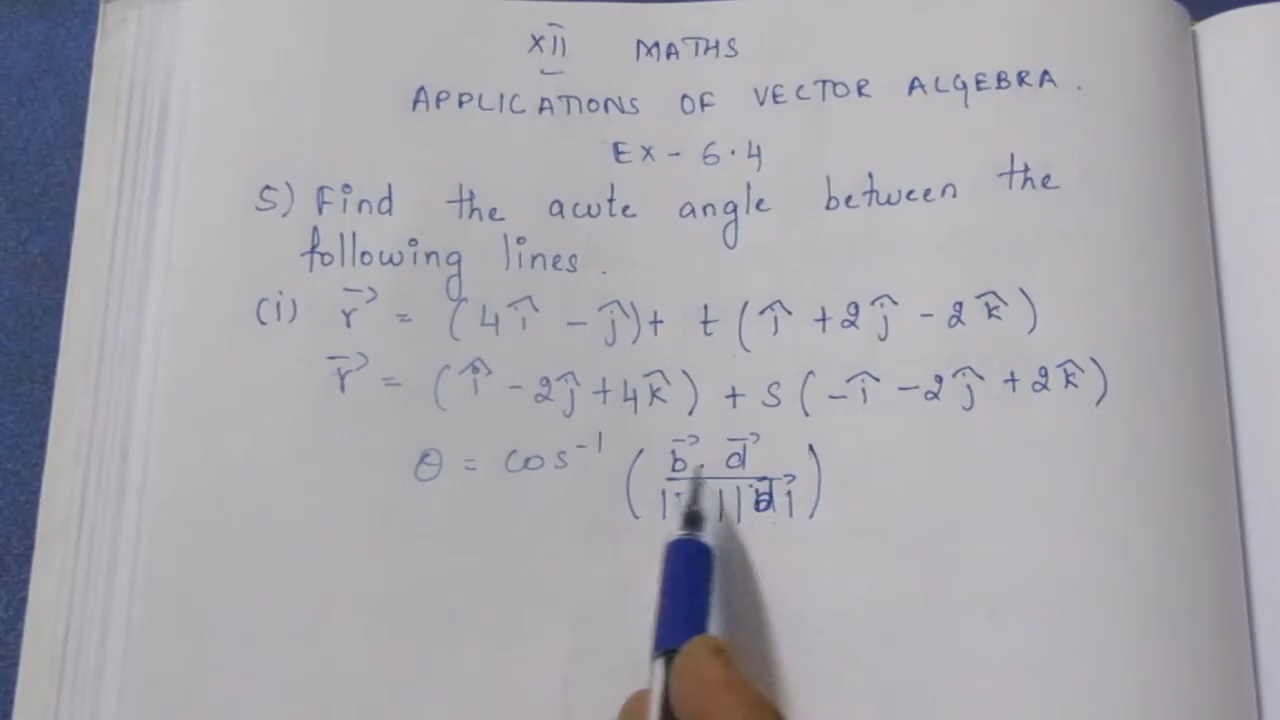 XII MATHS
APPLICATIONS OF VECTOR ALGEBRA.
EX - 6.4
5) Find the acute angle between the
following lines.
(i) r⃗ = (4î - ĵ) + t (î + 2ĵ - 2k̂)
r⃗ = (î - 2ĵ + 4k̂) + s (-î - 2ĵ + 2k̂)
θ = cos⁻¹ (b⃗ . d⃗ / | | |d⃗|)